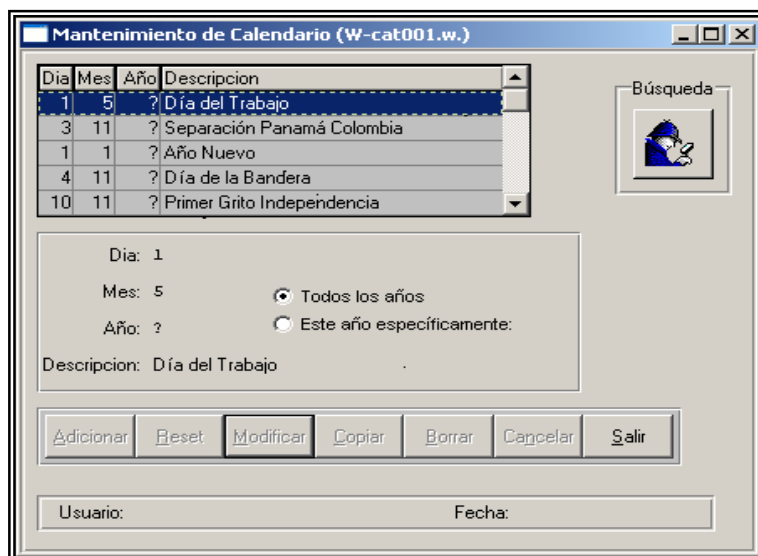 Mantenimiento de Calendario (W-cat001.w.)
Dia Mes Año Descripcion
1 5 ? Día del Trabajo
3 11 ? Separación Panamá Colombia
1 1 ? Año Nuevo
4 11 ? Día de la Bandera
10 11 ? Primer Grito Independencia
Búsqueda
Dia: 1
Mes: 5
Todos los años
Año: ?
Este año específicamente:
Descripcion: Día del Trabajo
Adicionar Reset Modificar Copiar Borrar Cancelar Salir
Usuario: Fecha: